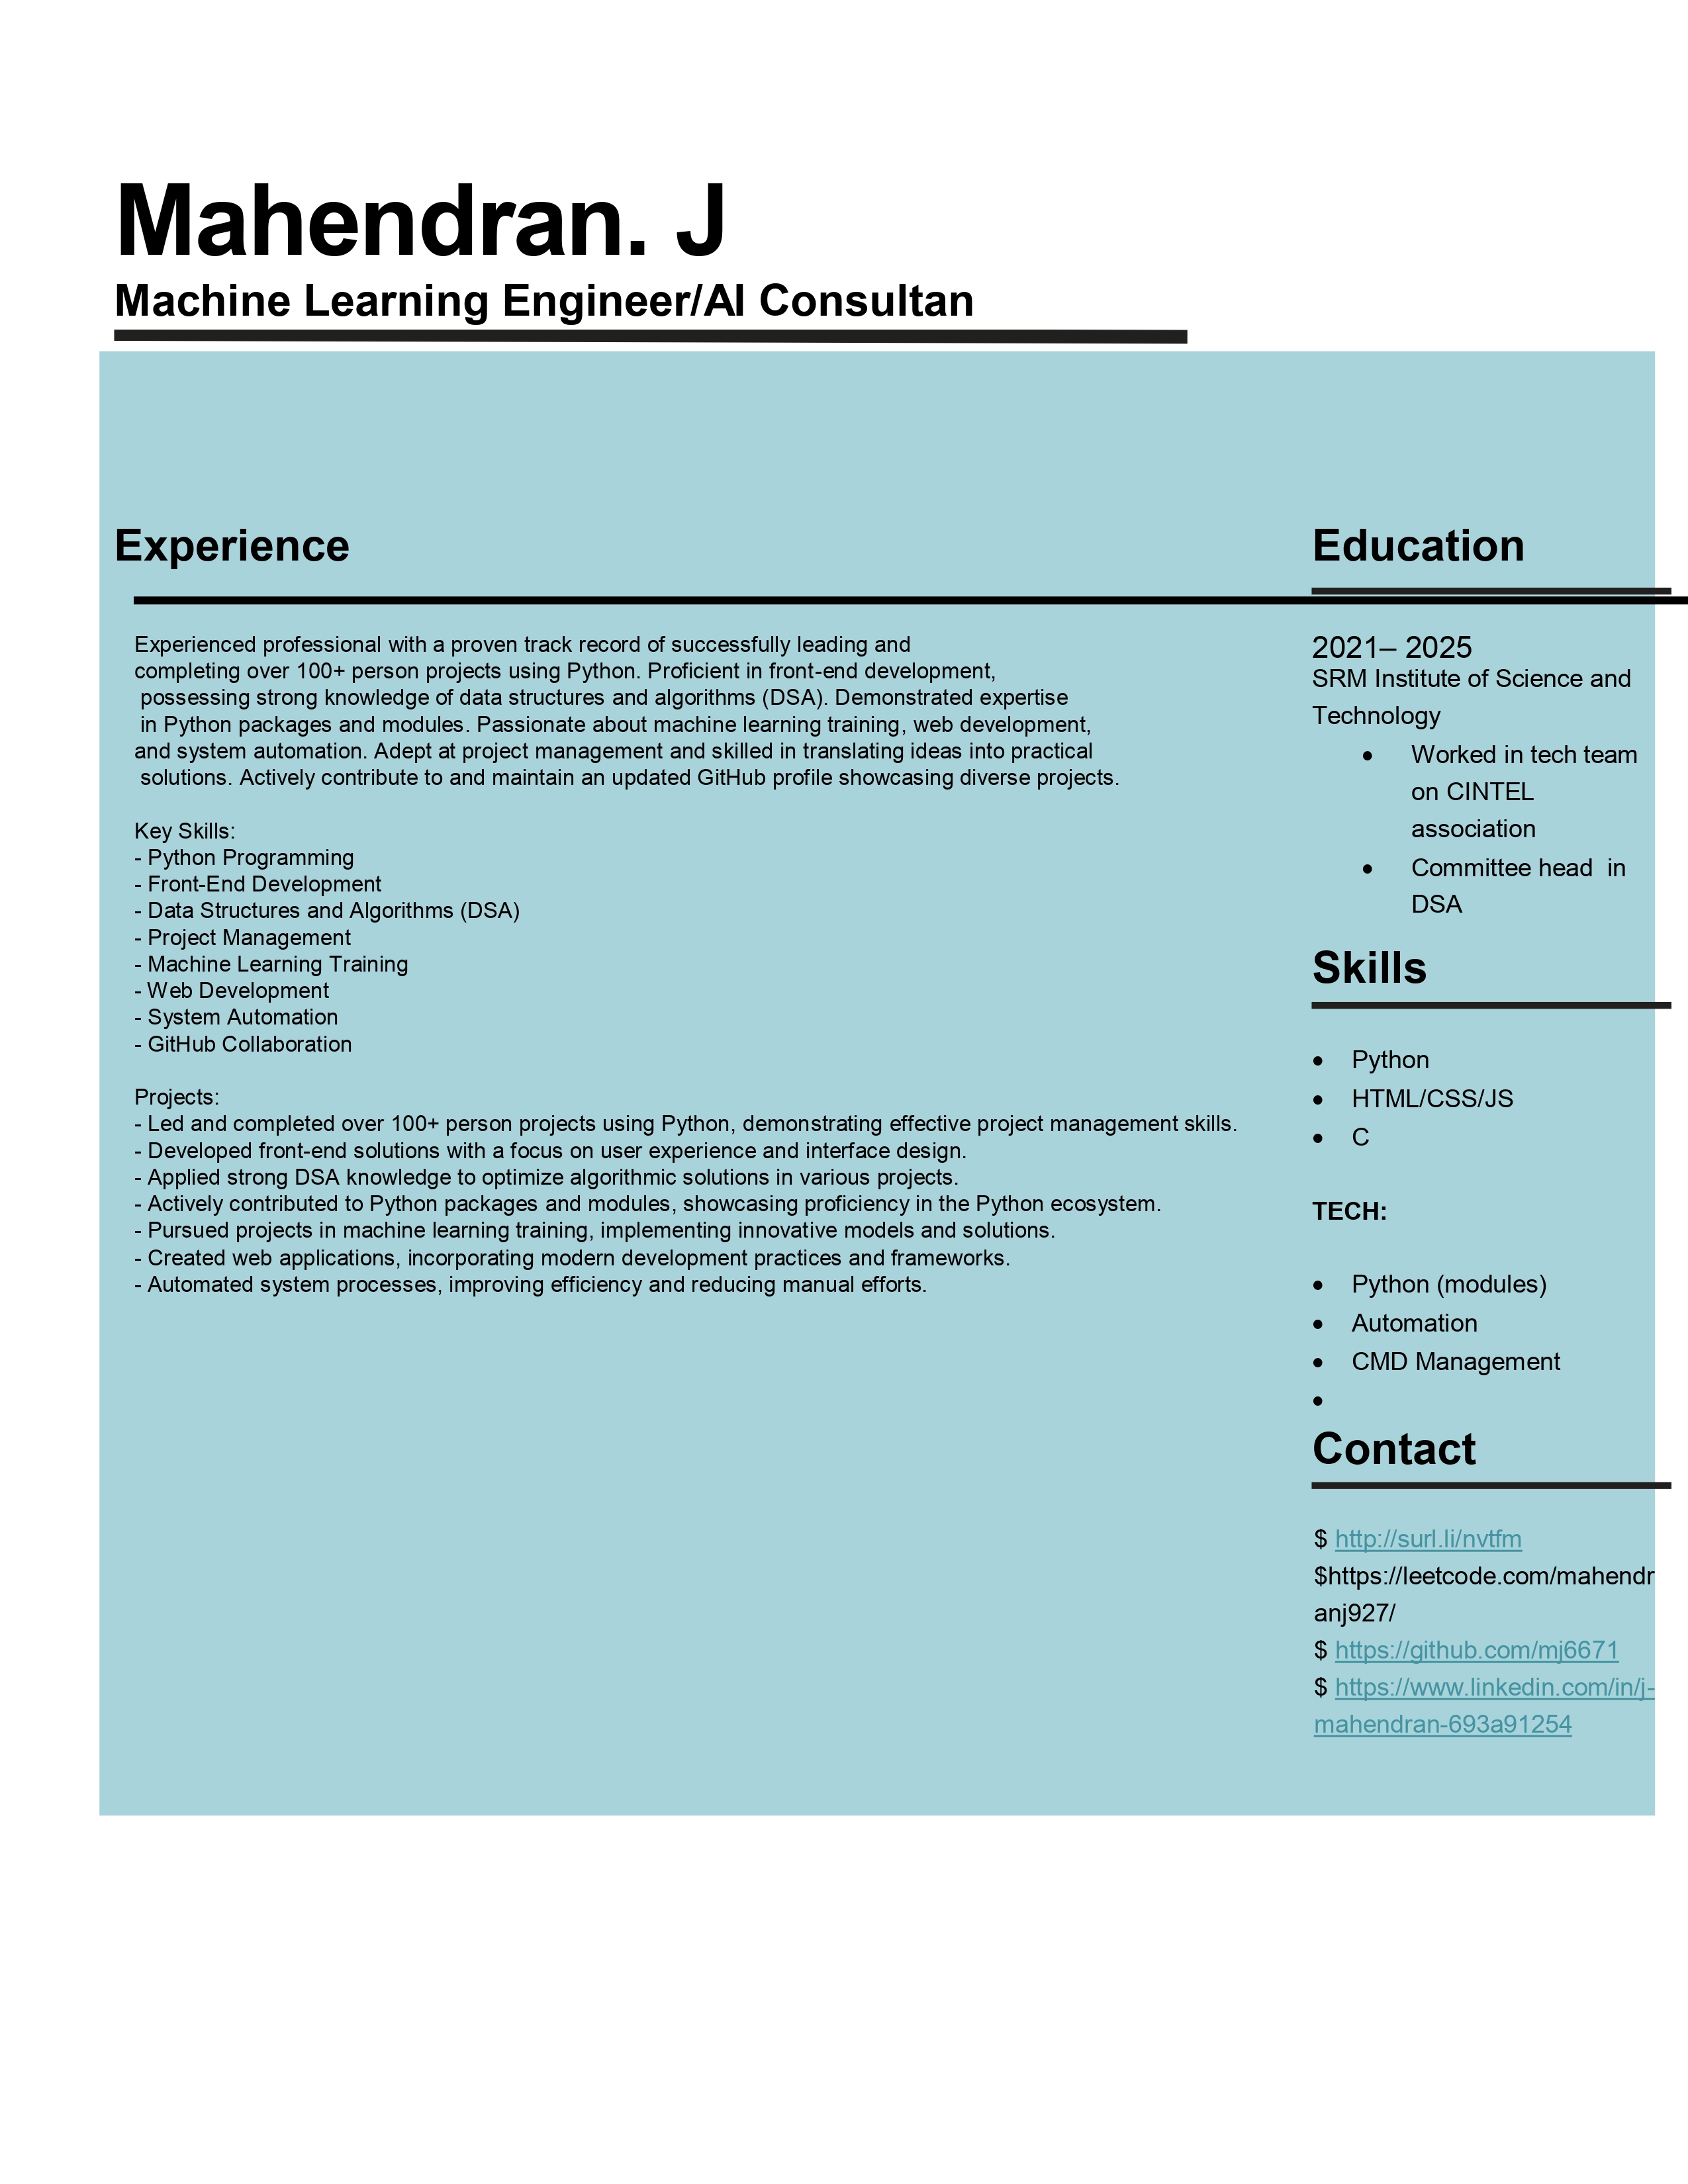 Mahendran. J
Machine Learning Engineer/AI Consultan
Experience
Experienced professional with a proven track record of successfully leading and
completing over 100+ person projects using Python. Proficient in front-end development,
possessing strong knowledge of data structures and algorithms (DSA). Demonstrated expertise
in Python packages and modules. Passionate about machine learning training, web development,
and system automation. Adept at project management and skilled in translating ideas into practical
solutions. Actively contribute to and maintain an updated GitHub profile showcasing diverse projects.
Key Skills:
- Python Programming
- Front-End Development
- Data Structures and Algorithms (DSA)
- Project Management
- Machine Learning Training
- Web Development
- System Automation
- GitHub Collaboration
Projects:
- Led and completed over 100+ person projects using Python, demonstrating effective project management skills.
- Developed front-end solutions with a focus on user experience and interface design.
- Applied strong DSA knowledge to optimize algorithmic solutions in various projects.
- Actively contributed to Python packages and modules, showcasing proficiency in the Python ecosystem.
- Pursued projects in machine learning training, implementing innovative models and solutions.
- Created web applications, incorporating modern development practices and frameworks.
- Automated system processes, improving efficiency and reducing manual efforts.
Education
2021– 2025
SRM Institute of Science and
Technology
• Worked in tech team
on CINTEL
association
• Committee head  in
DSA
Skills
• Python
• HTML/CSS/JS
• C
TECH:
• Python (modules)
• Automation
• CMD Management
•
Contact
$ http://surl.li/nvtfm
$https://leetcode.com/mahendr
anj927/
$ https://github.com/mj6671
$ https://www.linkedin.com/in/j-
mahendran-693a91254